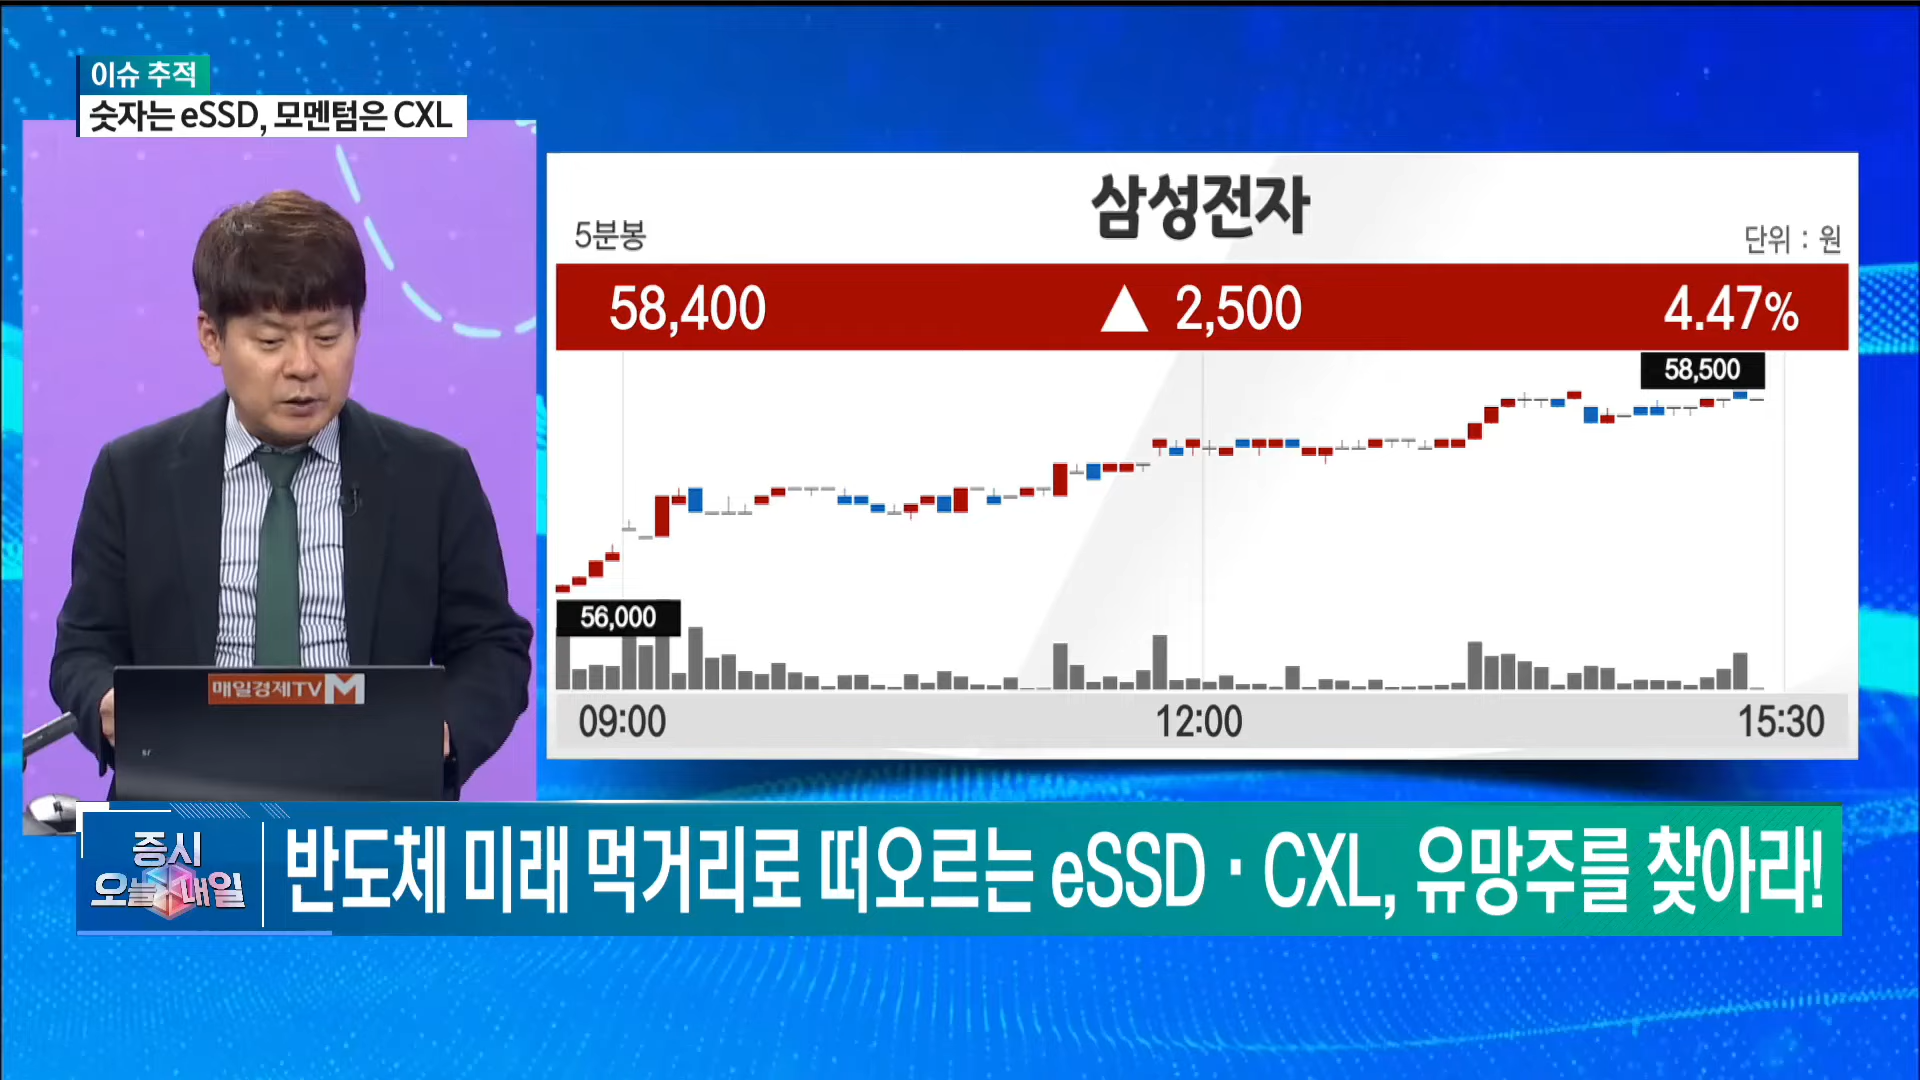 이슈 추적
숫자는 eSSD, 모멘텀은 CXL
삼성전자
5분봉
단위 : 원
58,400 ▲ 2,500 4.47%
58,500
56,000
09:00 12:00 15:30
매일경제TV M
증시
오늘 매일
반도체 미래 먹거리로 떠오르는 eSSD · CXL, 유망주를 찾아라!